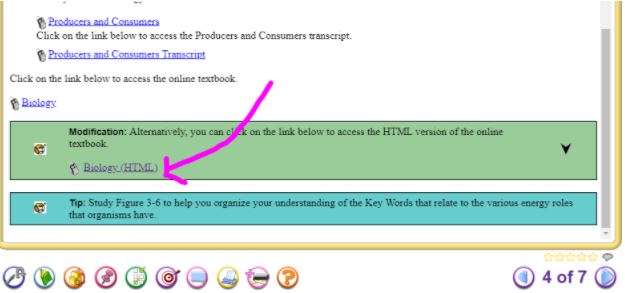 Producers and Consumers
Click on the link below to access the Producers and Consumers transcript.
Producers and Consumers Transcript
Click on the link below to access the online textbook.
Biology
Modification: Alternatively, you can click on the link below to access the HTML version of the online
textbook.
Biology (HTML)
Tip: Study Figure 3-6 to help you organize your understanding of the Key Words that relate to the various energy roles
that organisms have.
4 of 7